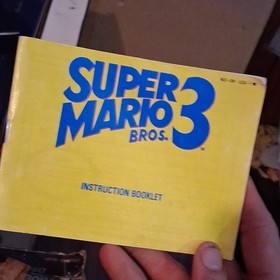 SUPER
MARIO 3
BROS.
INSTRUCTION BOOKLET